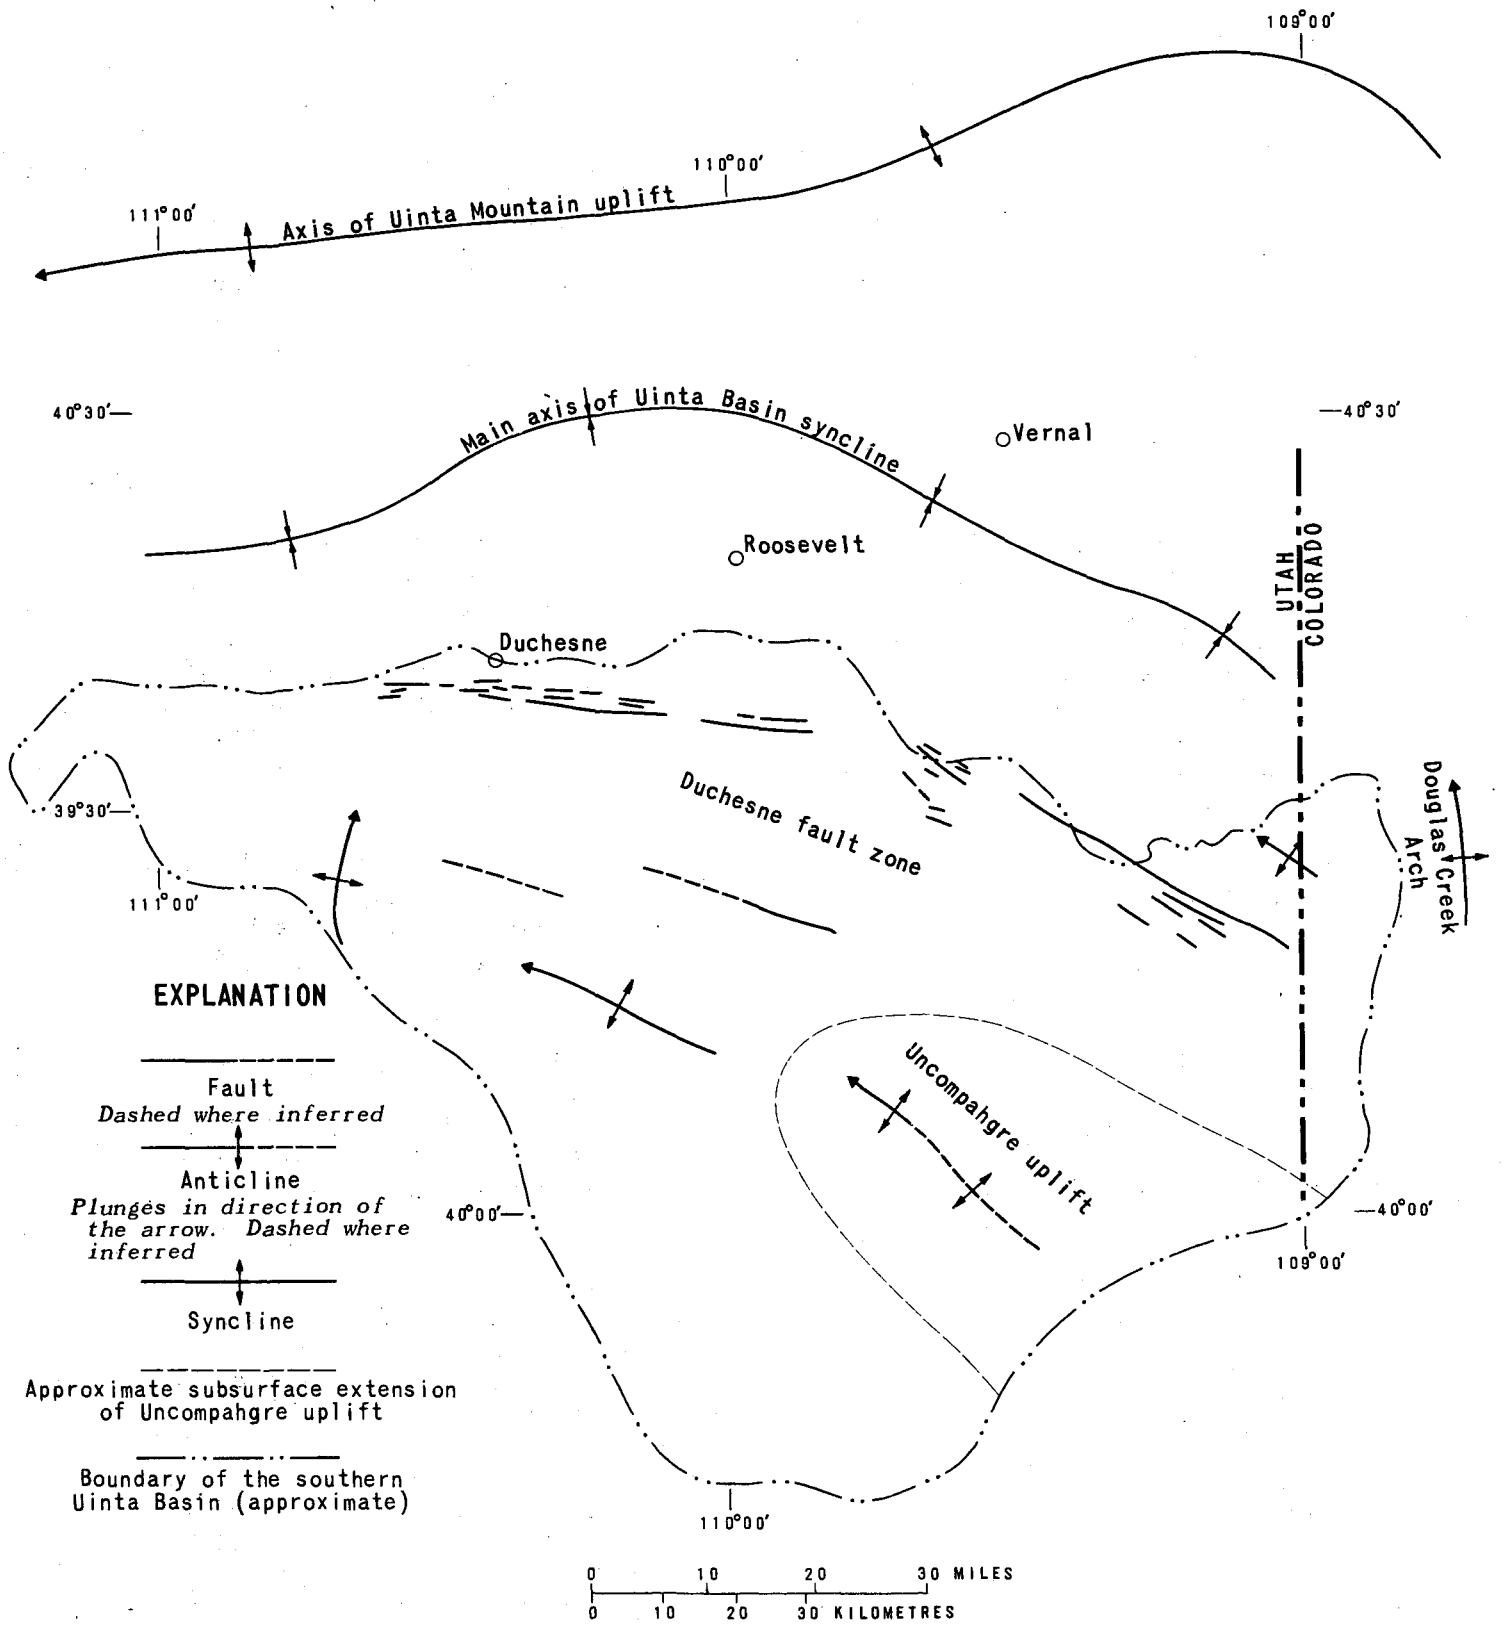 109°00'
110°00'
111°00'
Axis of Uinta Mountain uplift
40°30'
40°30'
Main axis of Uinta Basin syncline
Vernal
Roosevelt
UTAH
COLORADO
Duchesne
39°30'
Duchesne fault zone
Douglas Creek
Arch
111°00'
EXPLANATION
Fault
Dashed where inferred
Anticline
Plunges in direction of
the arrow. Dashed where
inferred
Syncline
Approximate subsurface extension
of Uncompahgre uplift
Boundary of the southern
Uinta Basin (approximate)
Uncompahgre uplift
40°00'
40°00'
109°00'
110°00'
0 10 20 30 MILES
0 10 20 30 KILOMETRES